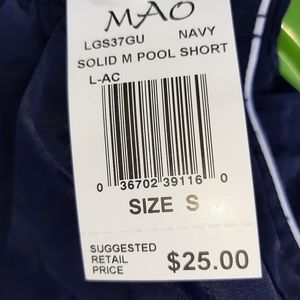 MAO
LGS37GU NAVY
SOLID M POOL SHORT
L-AC
0 36702 39116 0
SIZE S
SUGGESTED
RETAIL
PRICE $25.00